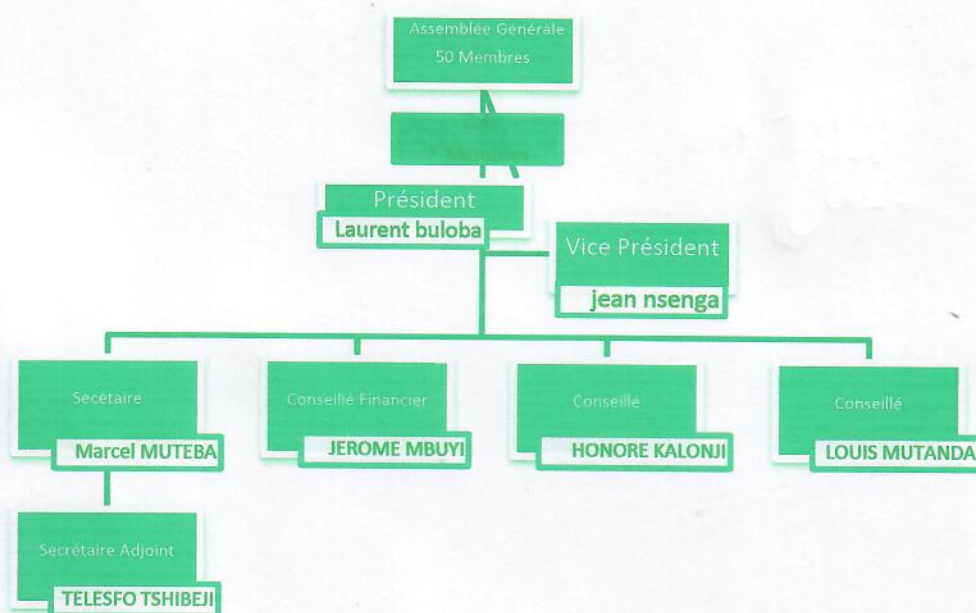 Assemblée Générale
50 Membres
Président
Laurent buloba
Vice Président
jean nsenga
Secétaire
Marcel MUTEBA
Conseillé Financier
JEROME MBUYI
Conseillé
HONORE KALONJI
Conseillé
LOUIS MUTANDA
Secrétaire Adjoint
TELESFO TSHIBEJI